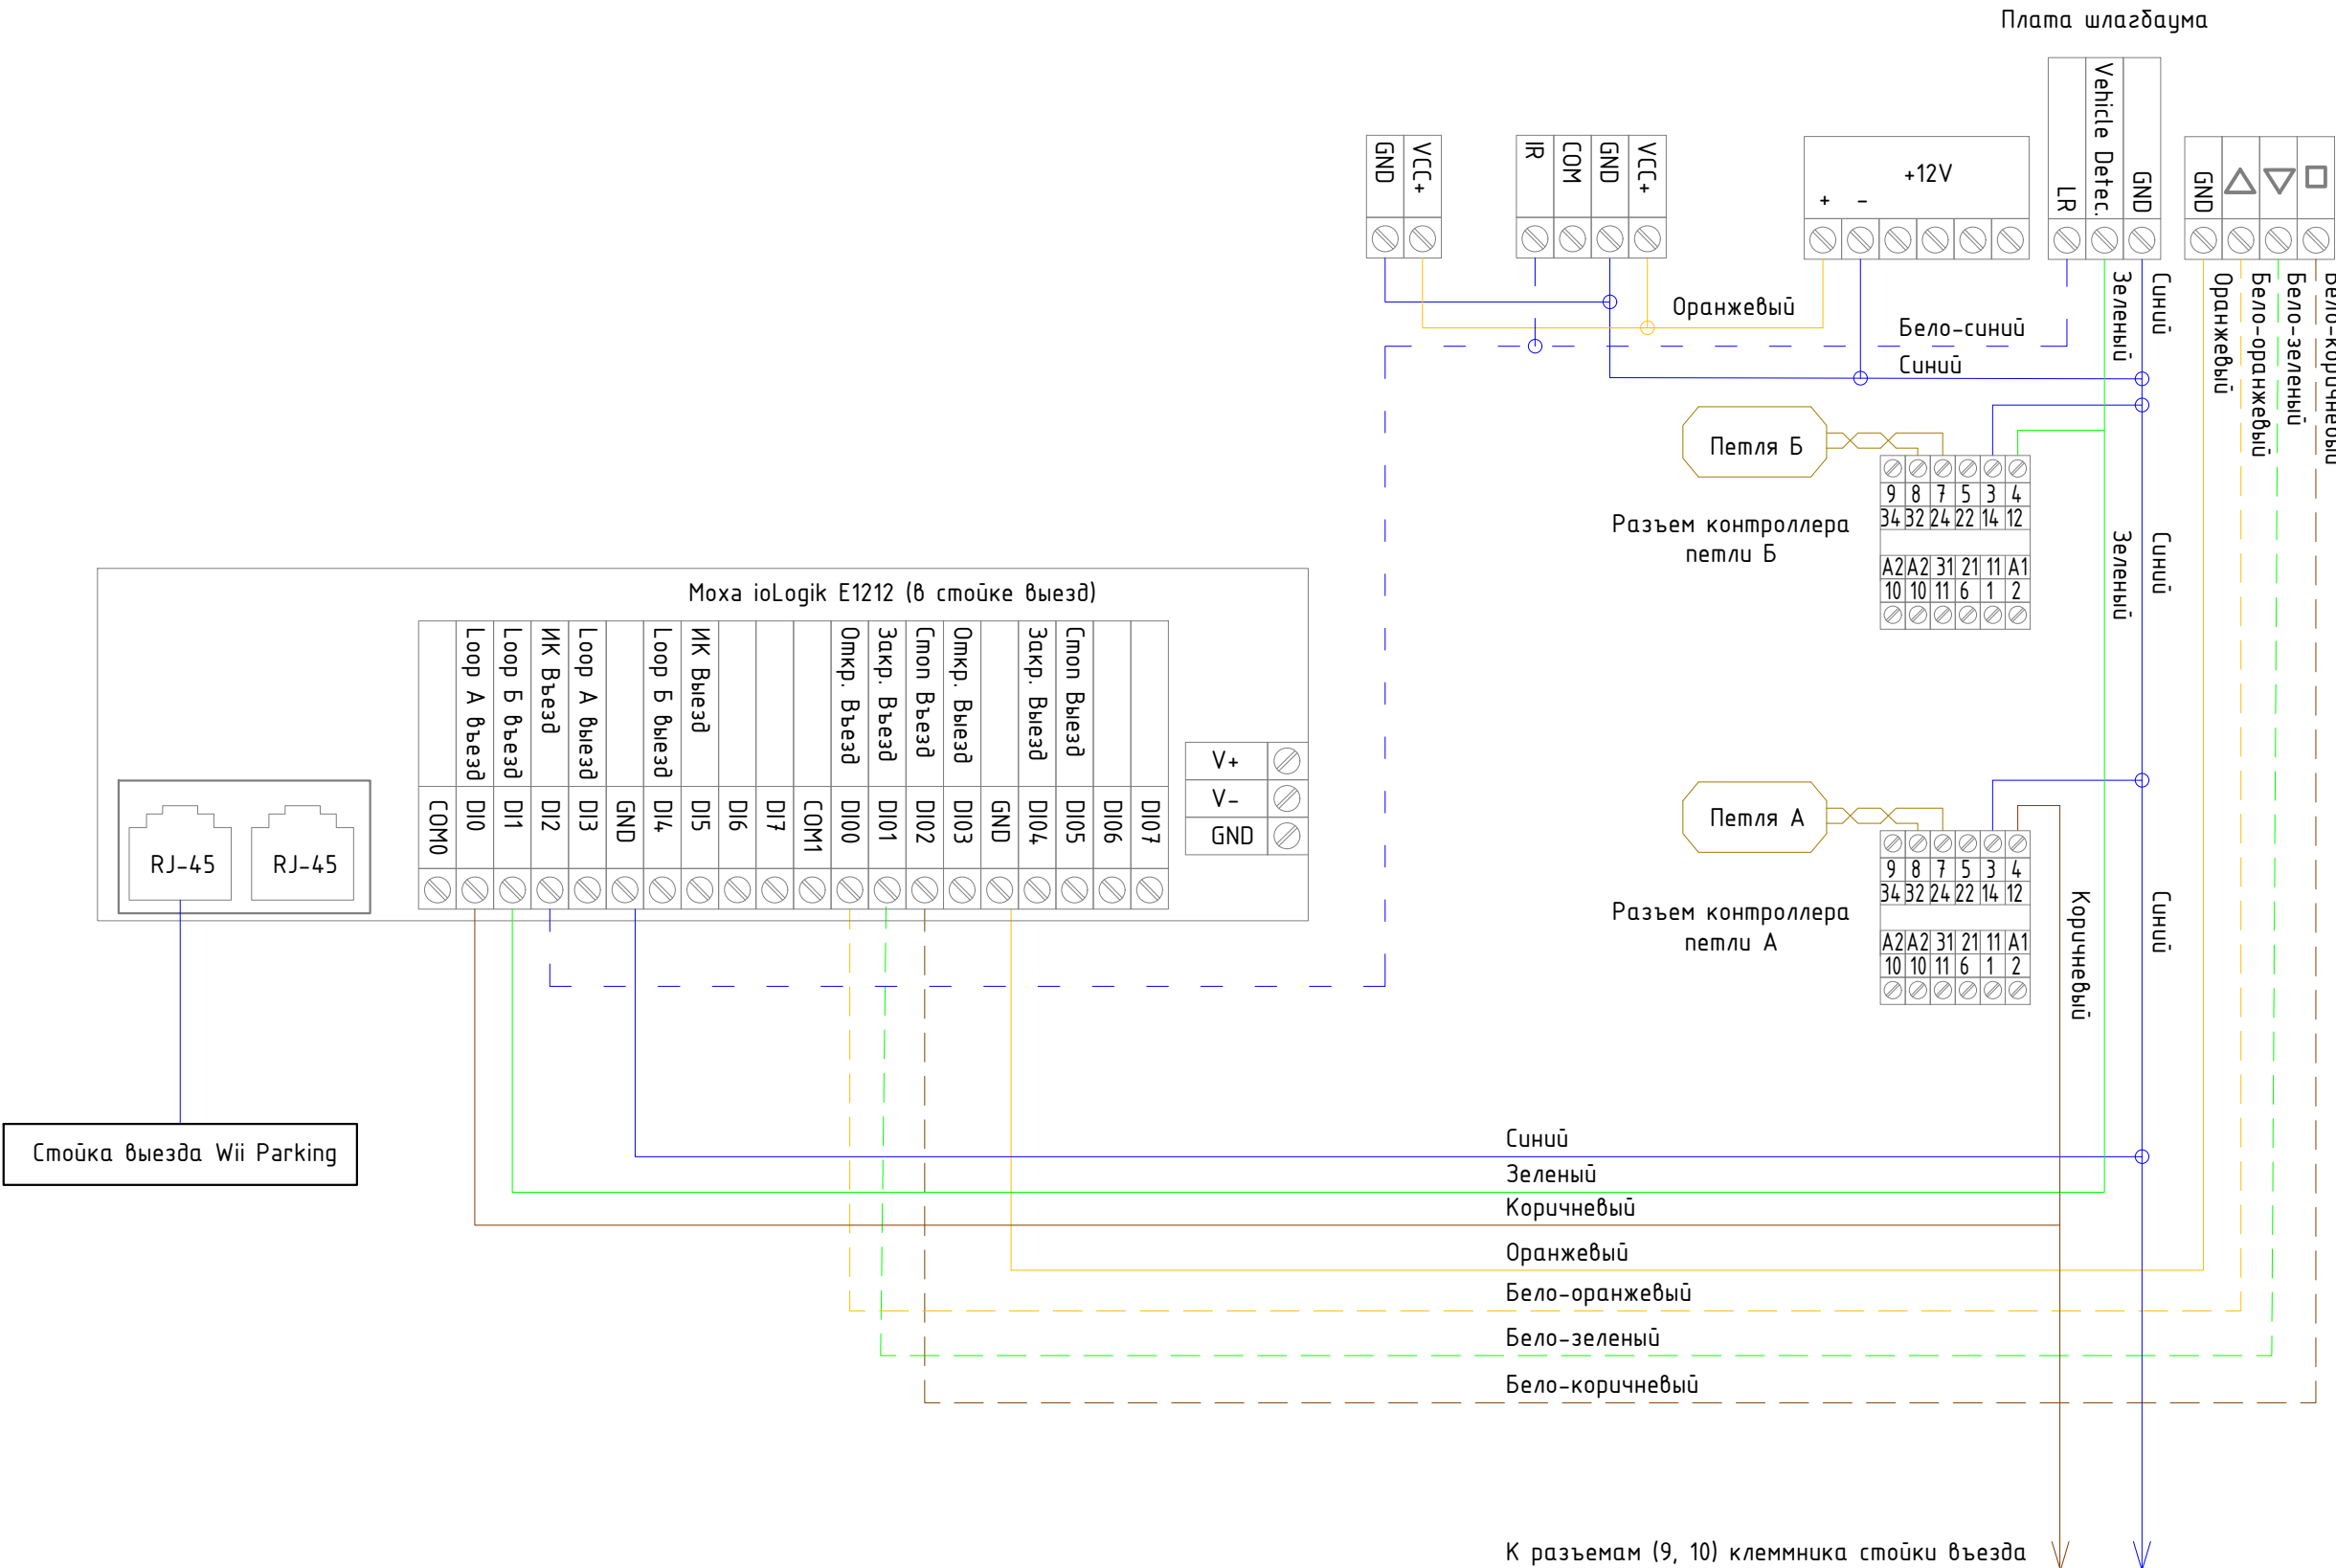 Плата шлагбаума
GND
VCC+
IR
COM
GND
VCC+
+12V
+ -
LR
Vehicle Detec.
GND
GND
Оранжевый
Бело-синий
Синий
Зеленый
Синий
Оранжевый
Бело-оранжевый
Бело-зеленый
Бело-коричневый
Петля Б
9 8 7 5 3 4
34 32 24 22 14 12
A2 A2 31 21 11 A1
10 10 11 6 1 2
Разъем контроллера
петли Б
Зеленый
Синий
Moxa ioLogik E1212 (в стойке выезд)
Loop А въезд
Loop Б въезд
ИК Въезд
Loop А выезд
Loop Б выезд
ИК Выезд
Откр. Въезд
Закр. Въезд
Стоп Въезд
Откр. Выезд
Закр. Выезд
Стоп Выезд
COM0
DI0
DI1
DI2
DI3
GND
DI4
DI5
DI6
DI7
COM1
DIO0
DIO1
DIO2
DIO3
GND
DIO4
DIO5
DIO6
DIO7
V+
V-
GND
RJ-45
RJ-45
Петля А
9 8 7 5 3 4
34 32 24 22 14 12
A2 A2 31 21 11 A1
10 10 11 6 1 2
Разъем контроллера
петли А
Коричневый
Синий
Стойка выезда Wii Parking
Синий
Зеленый
Коричневый
Оранжевый
Бело-оранжевый
Бело-зеленый
Бело-коричневый
К разъемам (9, 10) клеммника стойки въезда